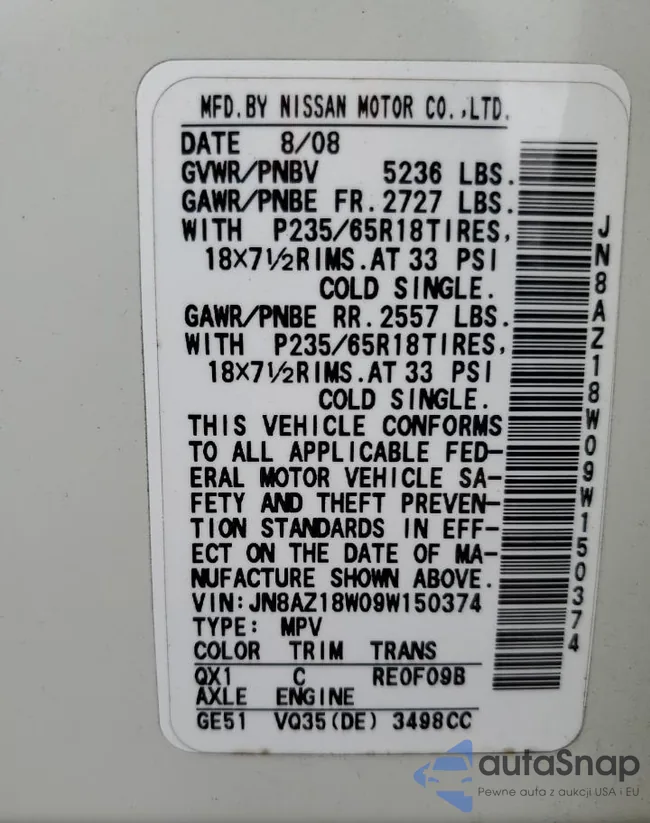 MFD.BY NISSAN MOTOR CO.,LTD.
DATE 8/08
GVWR/PNBV 5236 LBS.
GAWR/PNBE FR.2727 LBS.
WITH P235/65R18TIRES,
18X7½RIMS.AT 33 PSI
COLD SINGLE.
GAWR/PNBE RR.2557 LBS.
WITH P235/65R18TIRES,
18X7½RIMS.AT 33 PSI
COLD SINGLE.
THIS VEHICLE CONFORMS
TO ALL APPLICABLE FED-
ERAL MOTOR VEHICLE SA-
FETY AND THEFT PREVEN-
TION STANDARDS IN EFF-
ECT ON THE DATE OF MA-
NUFACTURE SHOWN ABOVE.
VIN:JN8AZ18W09W150374
TYPE: MPV
COLOR TRIM TRANS
QX1 C RE0F09B
AXLE ENGINE
GE51 VQ35(DE) 3498CC
JN8AZ18W09W150374
autaSnap
Pewne auta z aukcji USA i EU